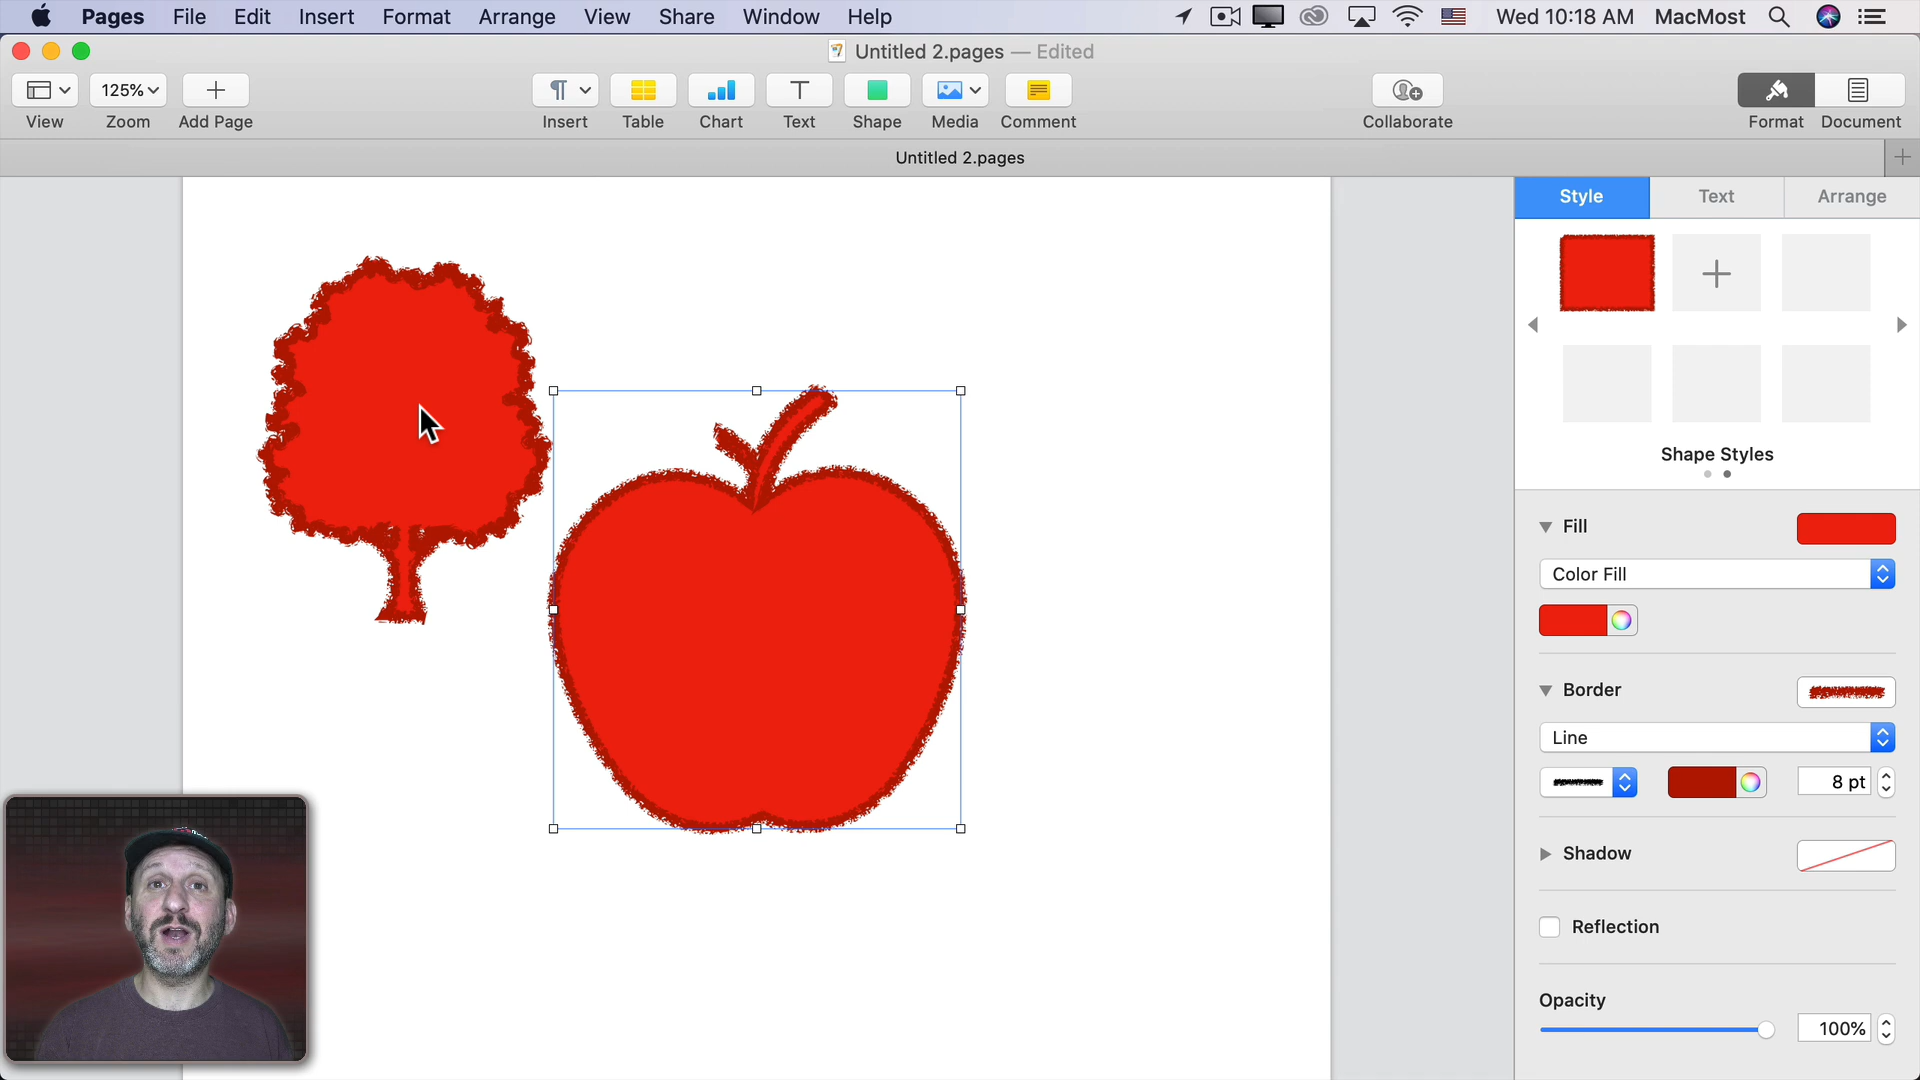 Pages File Edit Insert Format Arrange View Share Window Help Wed 10:18 AM MacMost
Untitled 2.pages — Edited
125%
View Zoom Add Page Insert Table Chart Text Shape Media Comment Collaborate Format Document
Untitled 2.pages
Style Text Arrange
Shape Styles
Fill
Color Fill
Border
Line
8 pt
Shadow
Reflection
Opacity
100%